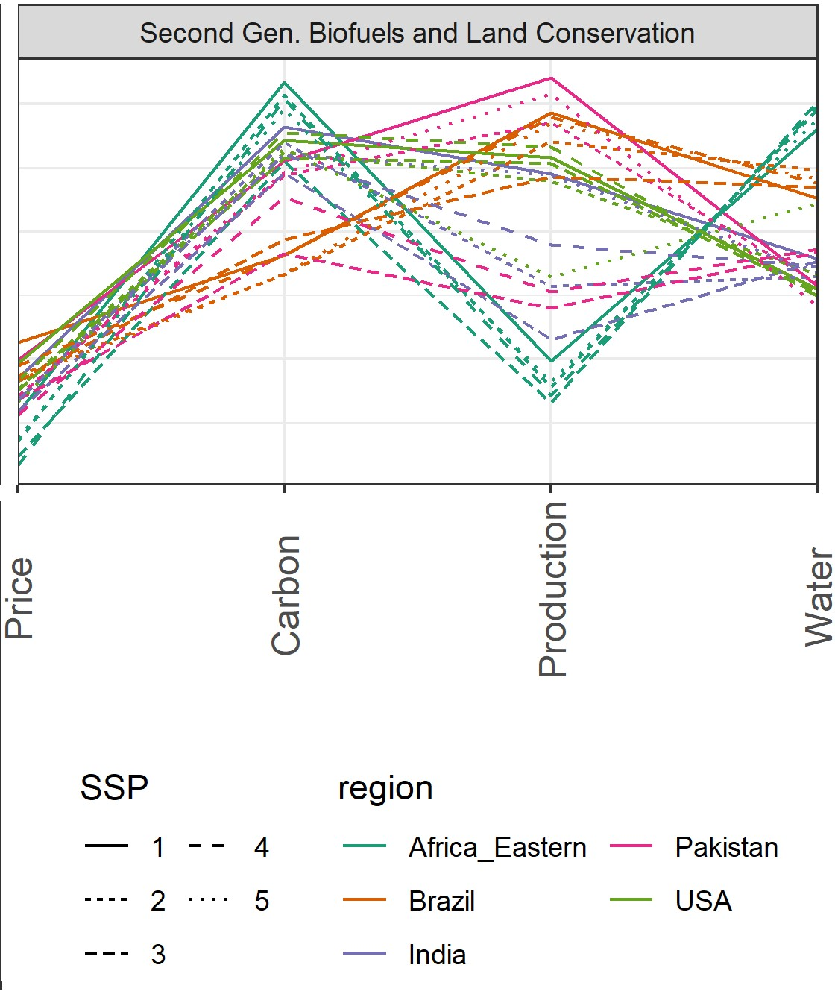 Second Gen. Biofuels and Land Conservation
Price
Carbon
Production
Water
SSP
1
4
2
5
3
region
Africa_Eastern
Pakistan
Brazil
USA
India